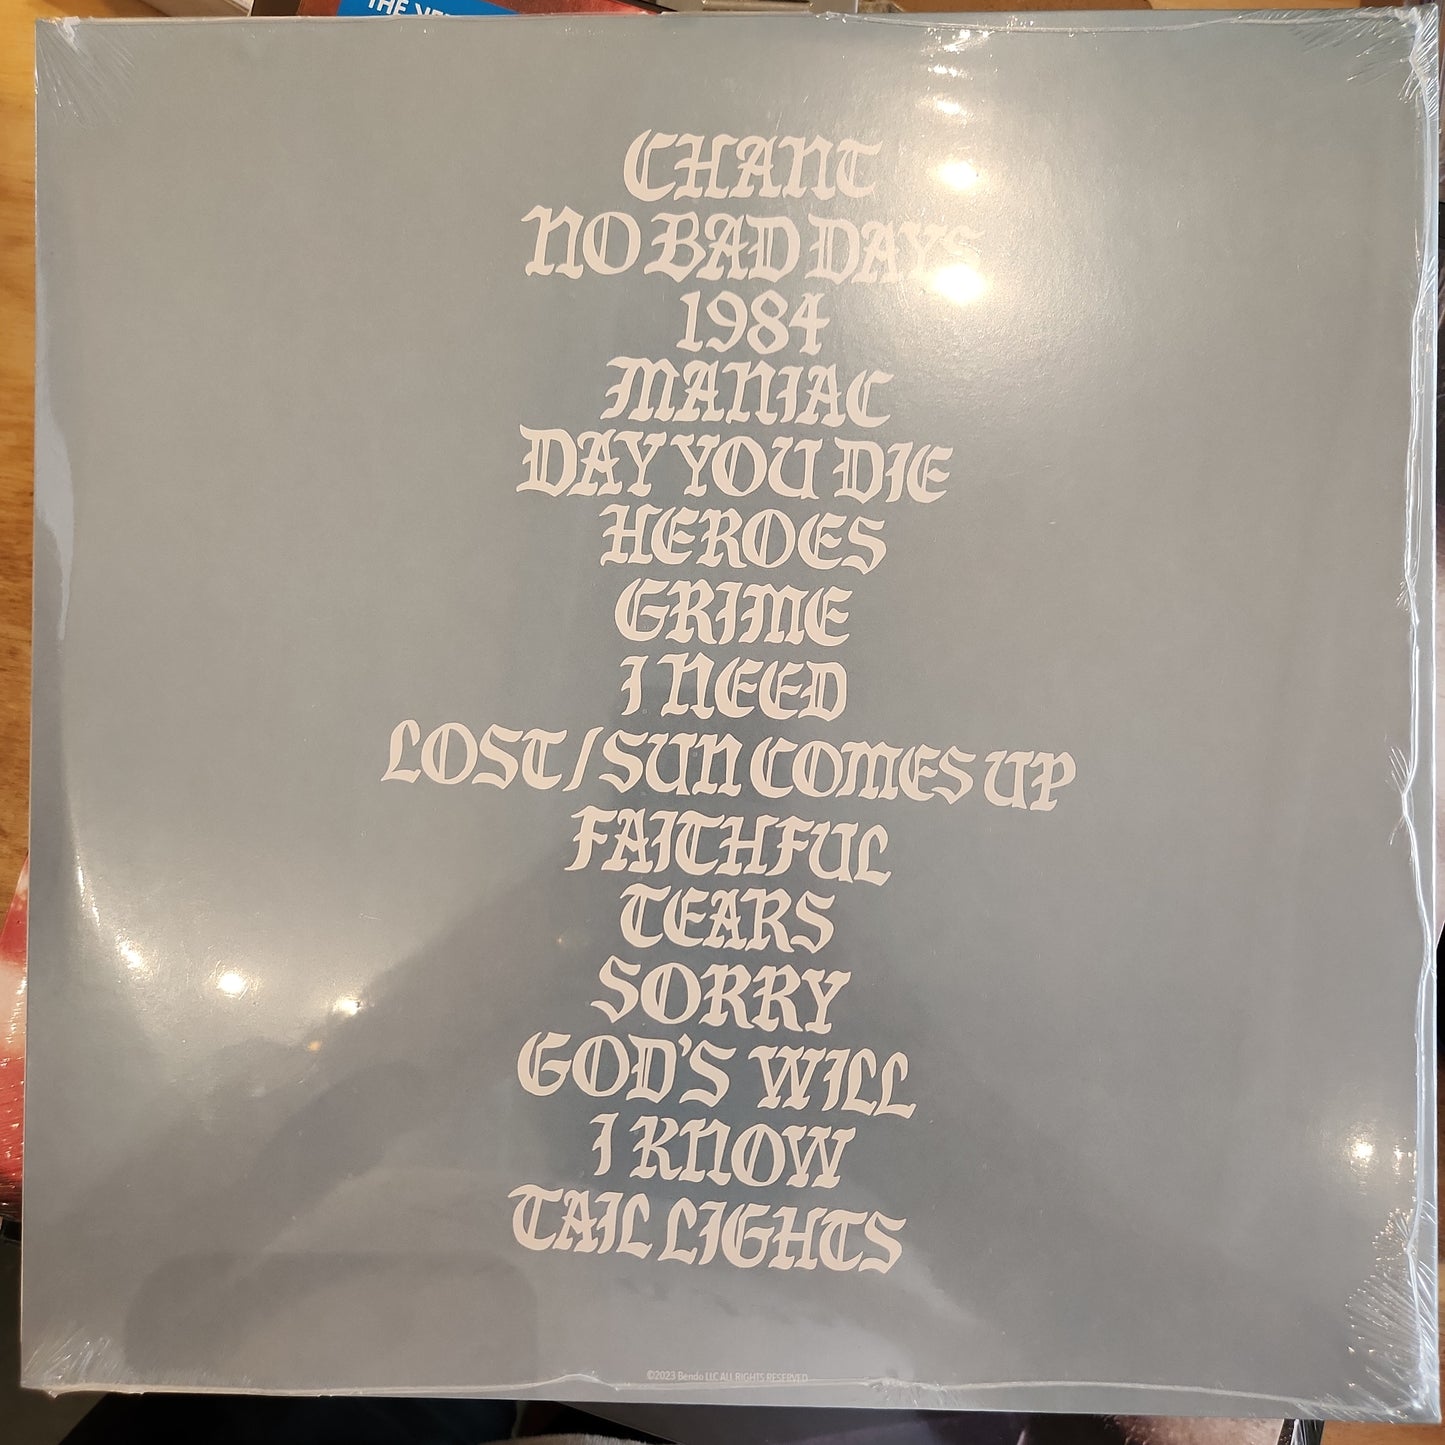 THE
CHANT
NO BAD DAYS
1984
MANIAC
DAY YOU DIE
HEROES
GRIME
I NEED
LOST / SUN COMES UP
FAITHFUL
TEARS
SORRY
GOD'S WILL
I KNOW
TAIL LIGHTS
©2023 Bendo LLC ALL RIGHTS RESERVED